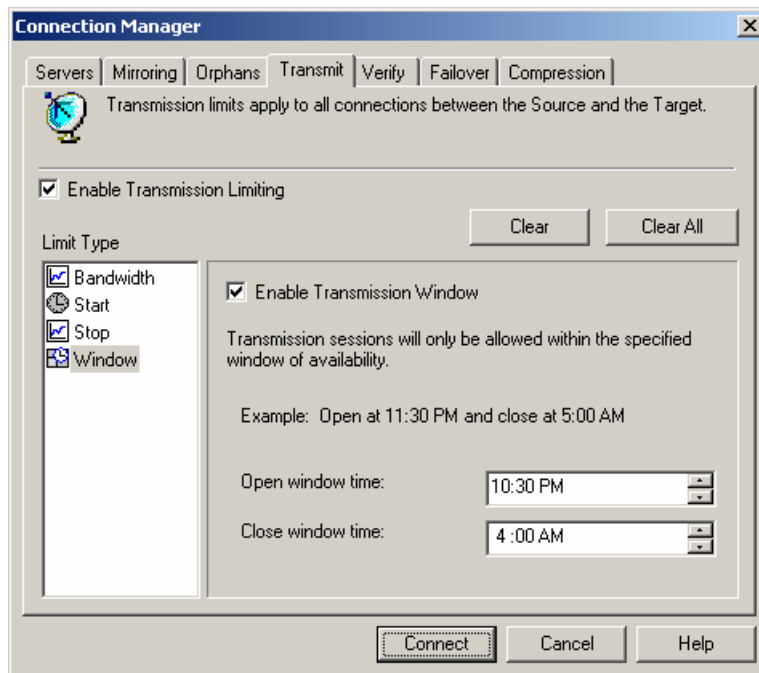 Connection Manager
Servers Mirroring Orphans Transmit Verify Failover Compression
Transmission limits apply to all connections between the Source and the Target.
Enable Transmission Limiting
Clear Clear All
Limit Type
Bandwidth
Start
Stop
Window
Enable Transmission Window
Transmission sessions will only be allowed within the specified
window of availability.
Example: Open at 11:30 PM and close at 5:00 AM
Open window time: 10:30 PM
Close window time: 4 :00 AM
Connect Cancel Help